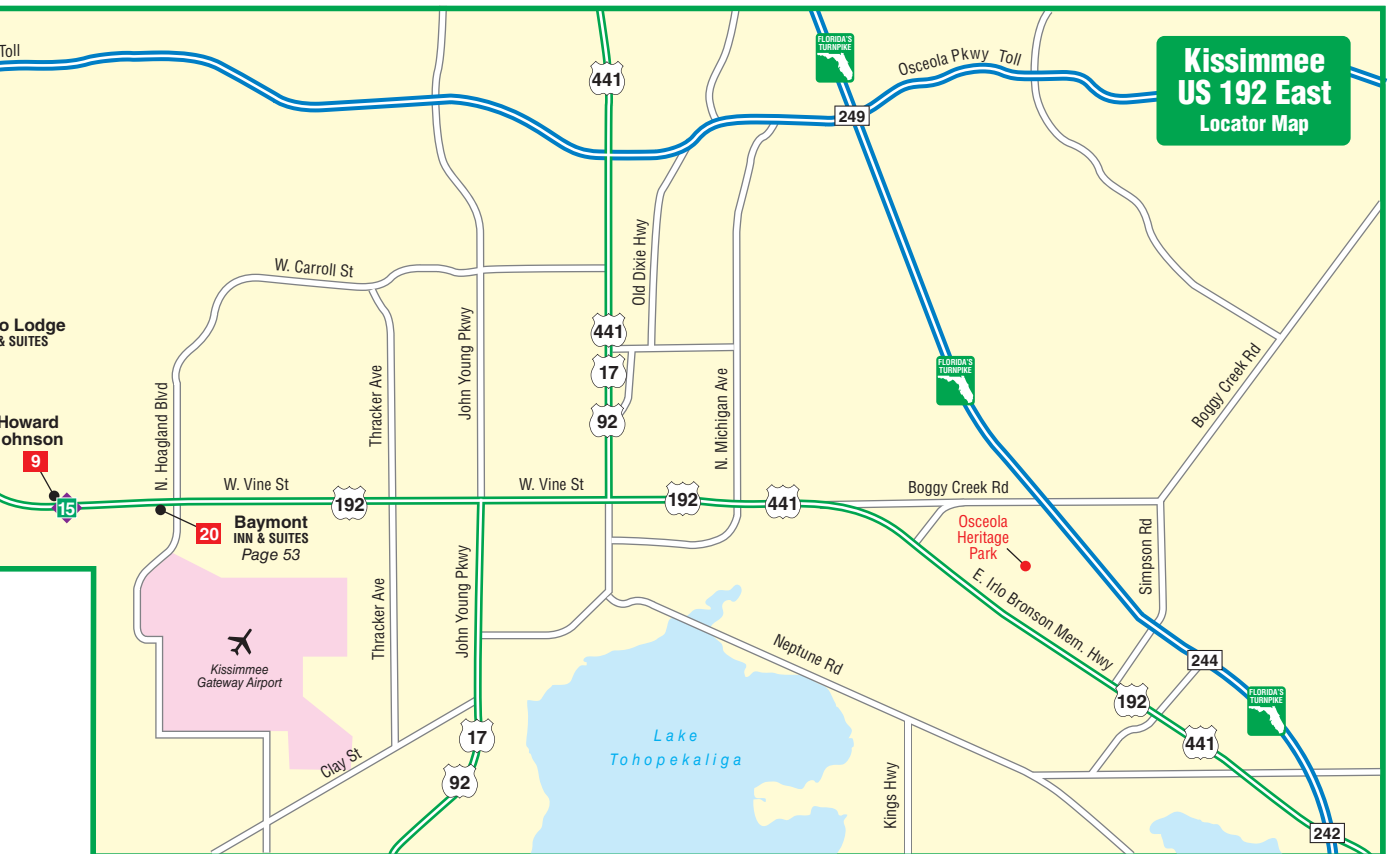 Toll
441
FLORIDA'S
TURNPIKE
Osceola Pkwy Toll
249
Kissimmee
US 192 East
Locator Map
W. Carroll St
Old Dixie Hwy
o Lodge
& SUITES
441
17
92
John Young Pkwy
Thracker Ave
N. Hoagland Blvd
N. Michigan Ave
FLORIDA'S
TURNPIKE
Boggy Creek Rd
Howard
ohnson
9
15
W. Vine St
192
W. Vine St
192
441
Boggy Creek Rd
20
Baymont
INN & SUITES
Page 53
Osceola
Heritage
Park
Simpson Rd
E. Irlo Bronson Mem. Hwy
Thracker Ave
John Young Pkwy
Kissimmee
Gateway Airport
Neptune Rd
244
192
FLORIDA'S
TURNPIKE
441
Lake
Tohopekaliga
17
92
Clay St
Kings Hwy
242